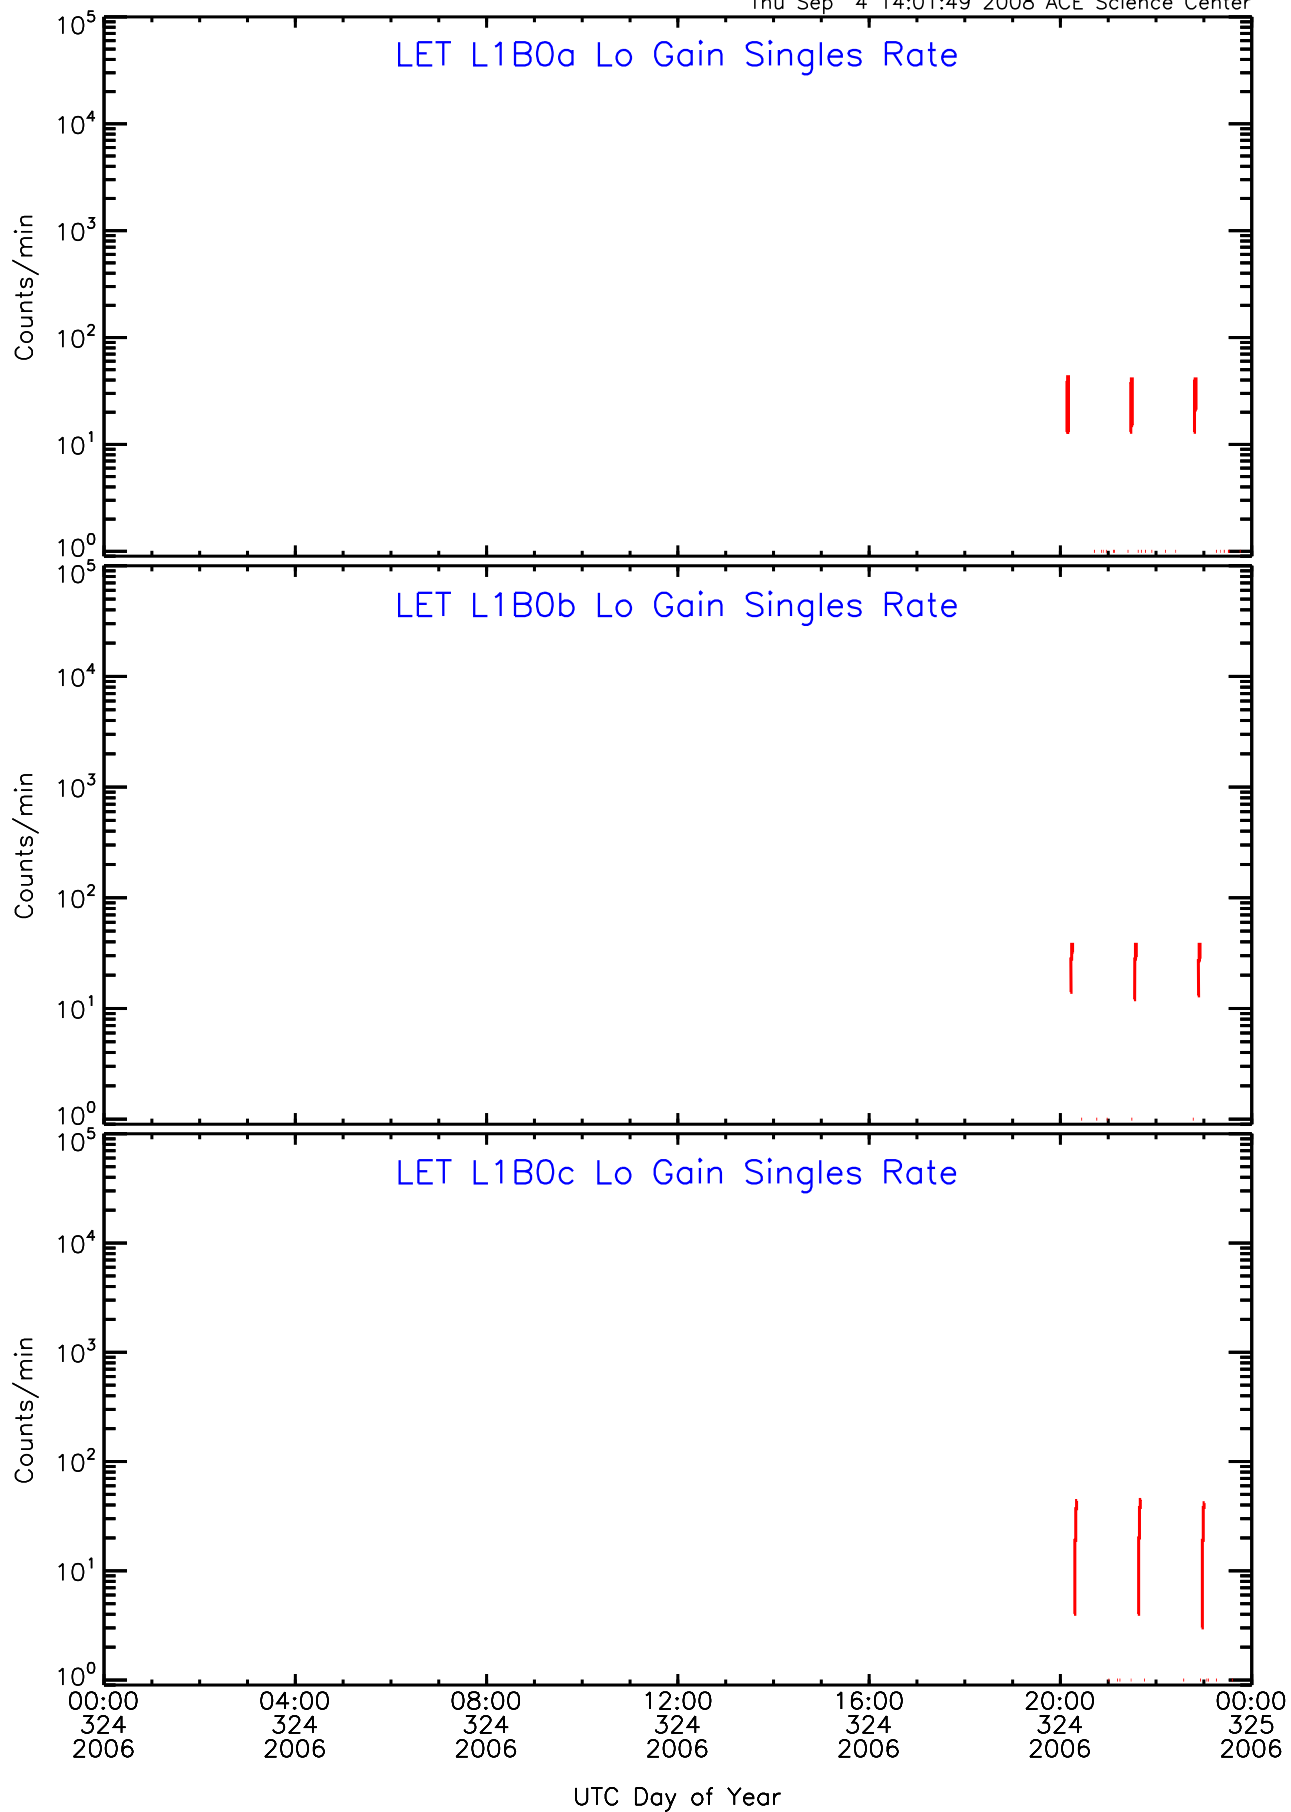 Thu Sep 4 14:01:49 2008 ACE Science Center
LET L1B0a Lo Gain Singles Rate
10^5
10^4
10^3
10^2
10^1
10^0
Counts/min
LET L1B0b Lo Gain Singles Rate
10^5
10^4
10^3
10^2
10^1
10^0
Counts/min
LET L1B0c Lo Gain Singles Rate
10^5
10^4
10^3
10^2
10^1
10^0
Counts/min
00:00 04:00 08:00 12:00 16:00 20:00 00:00
324 324 324 324 324 324 325
2006 2006 2006 2006 2006 2006 2006
UTC Day of Year